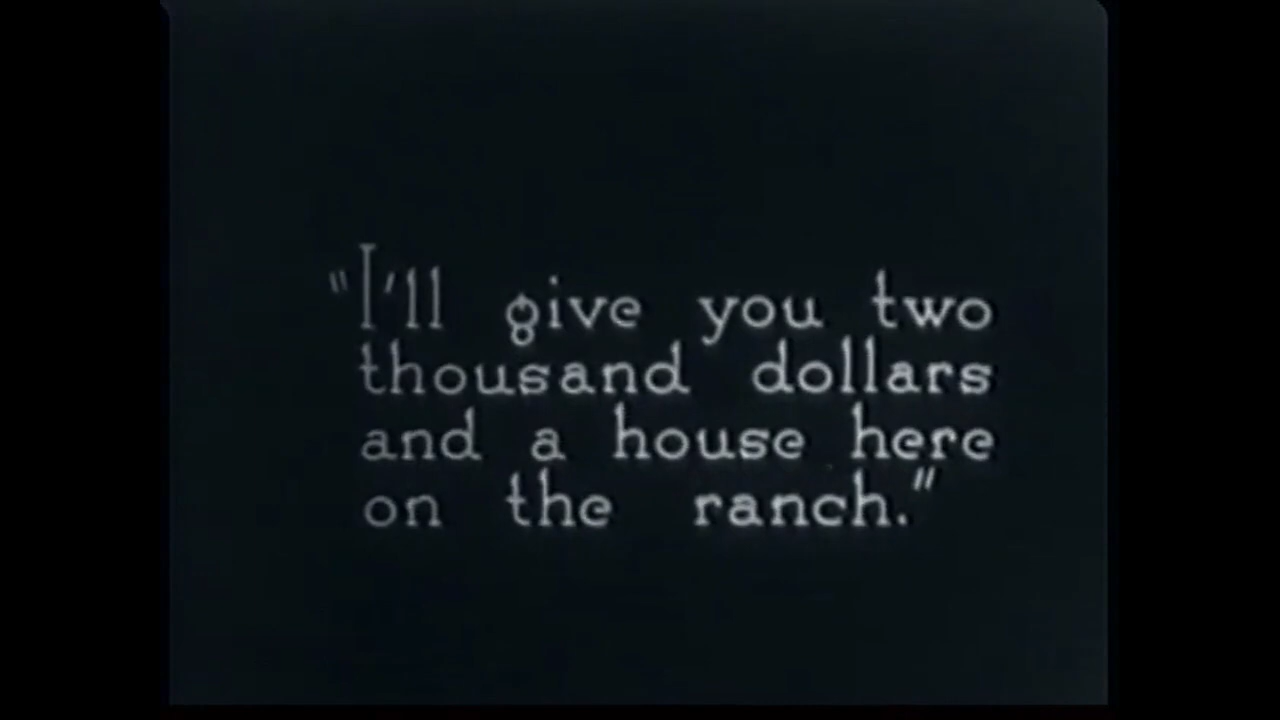 "I'll give you two
thousand dollars
and a house here
on the ranch."